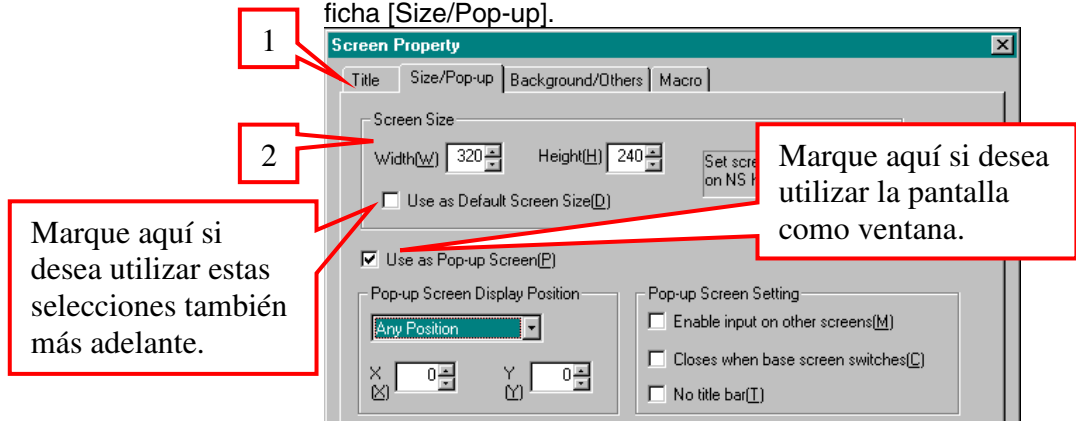 ficha [Size/Pop-up].
1
Screen Property
Title Size/Pop-up Background/Others Macro
Screen Size
2
Width(W) 320 Height(H) 240
Set
on NS
Use as Default Screen Size(D)
Marque aquí si desea
utilizar la pantalla
como ventana.
Marque aquí si
desea utilizar estas
selecciones también
más adelante.
Use as Pop-up Screen(P)
Pop-up Screen Display Position
Any Position
X
(X)
0
Y
(Y)
0
Pop-up Screen Setting
Enable input on other screens(M)
Closes when base screen switches(C)
No title bar(T)